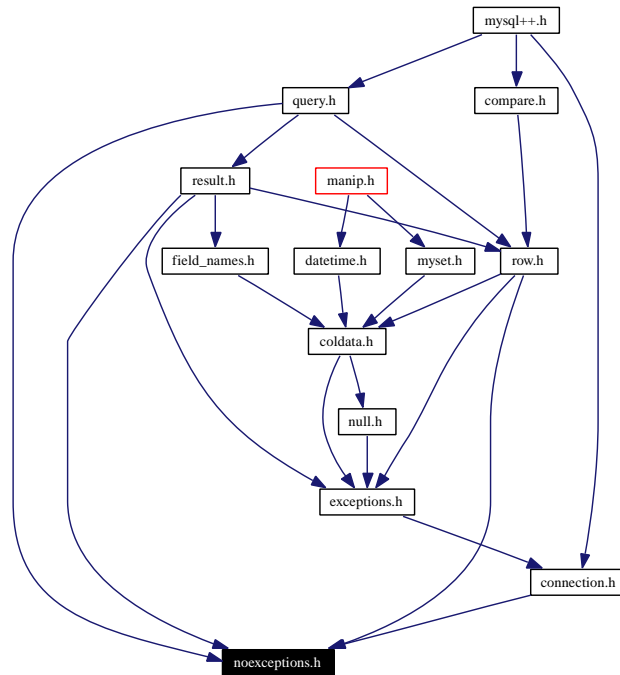 mysql++.h
query.h
compare.h
result.h
manip.h
field_names.h
datetime.h
myset.h
row.h
coldata.h
null.h
exceptions.h
connection.h
noexceptions.h